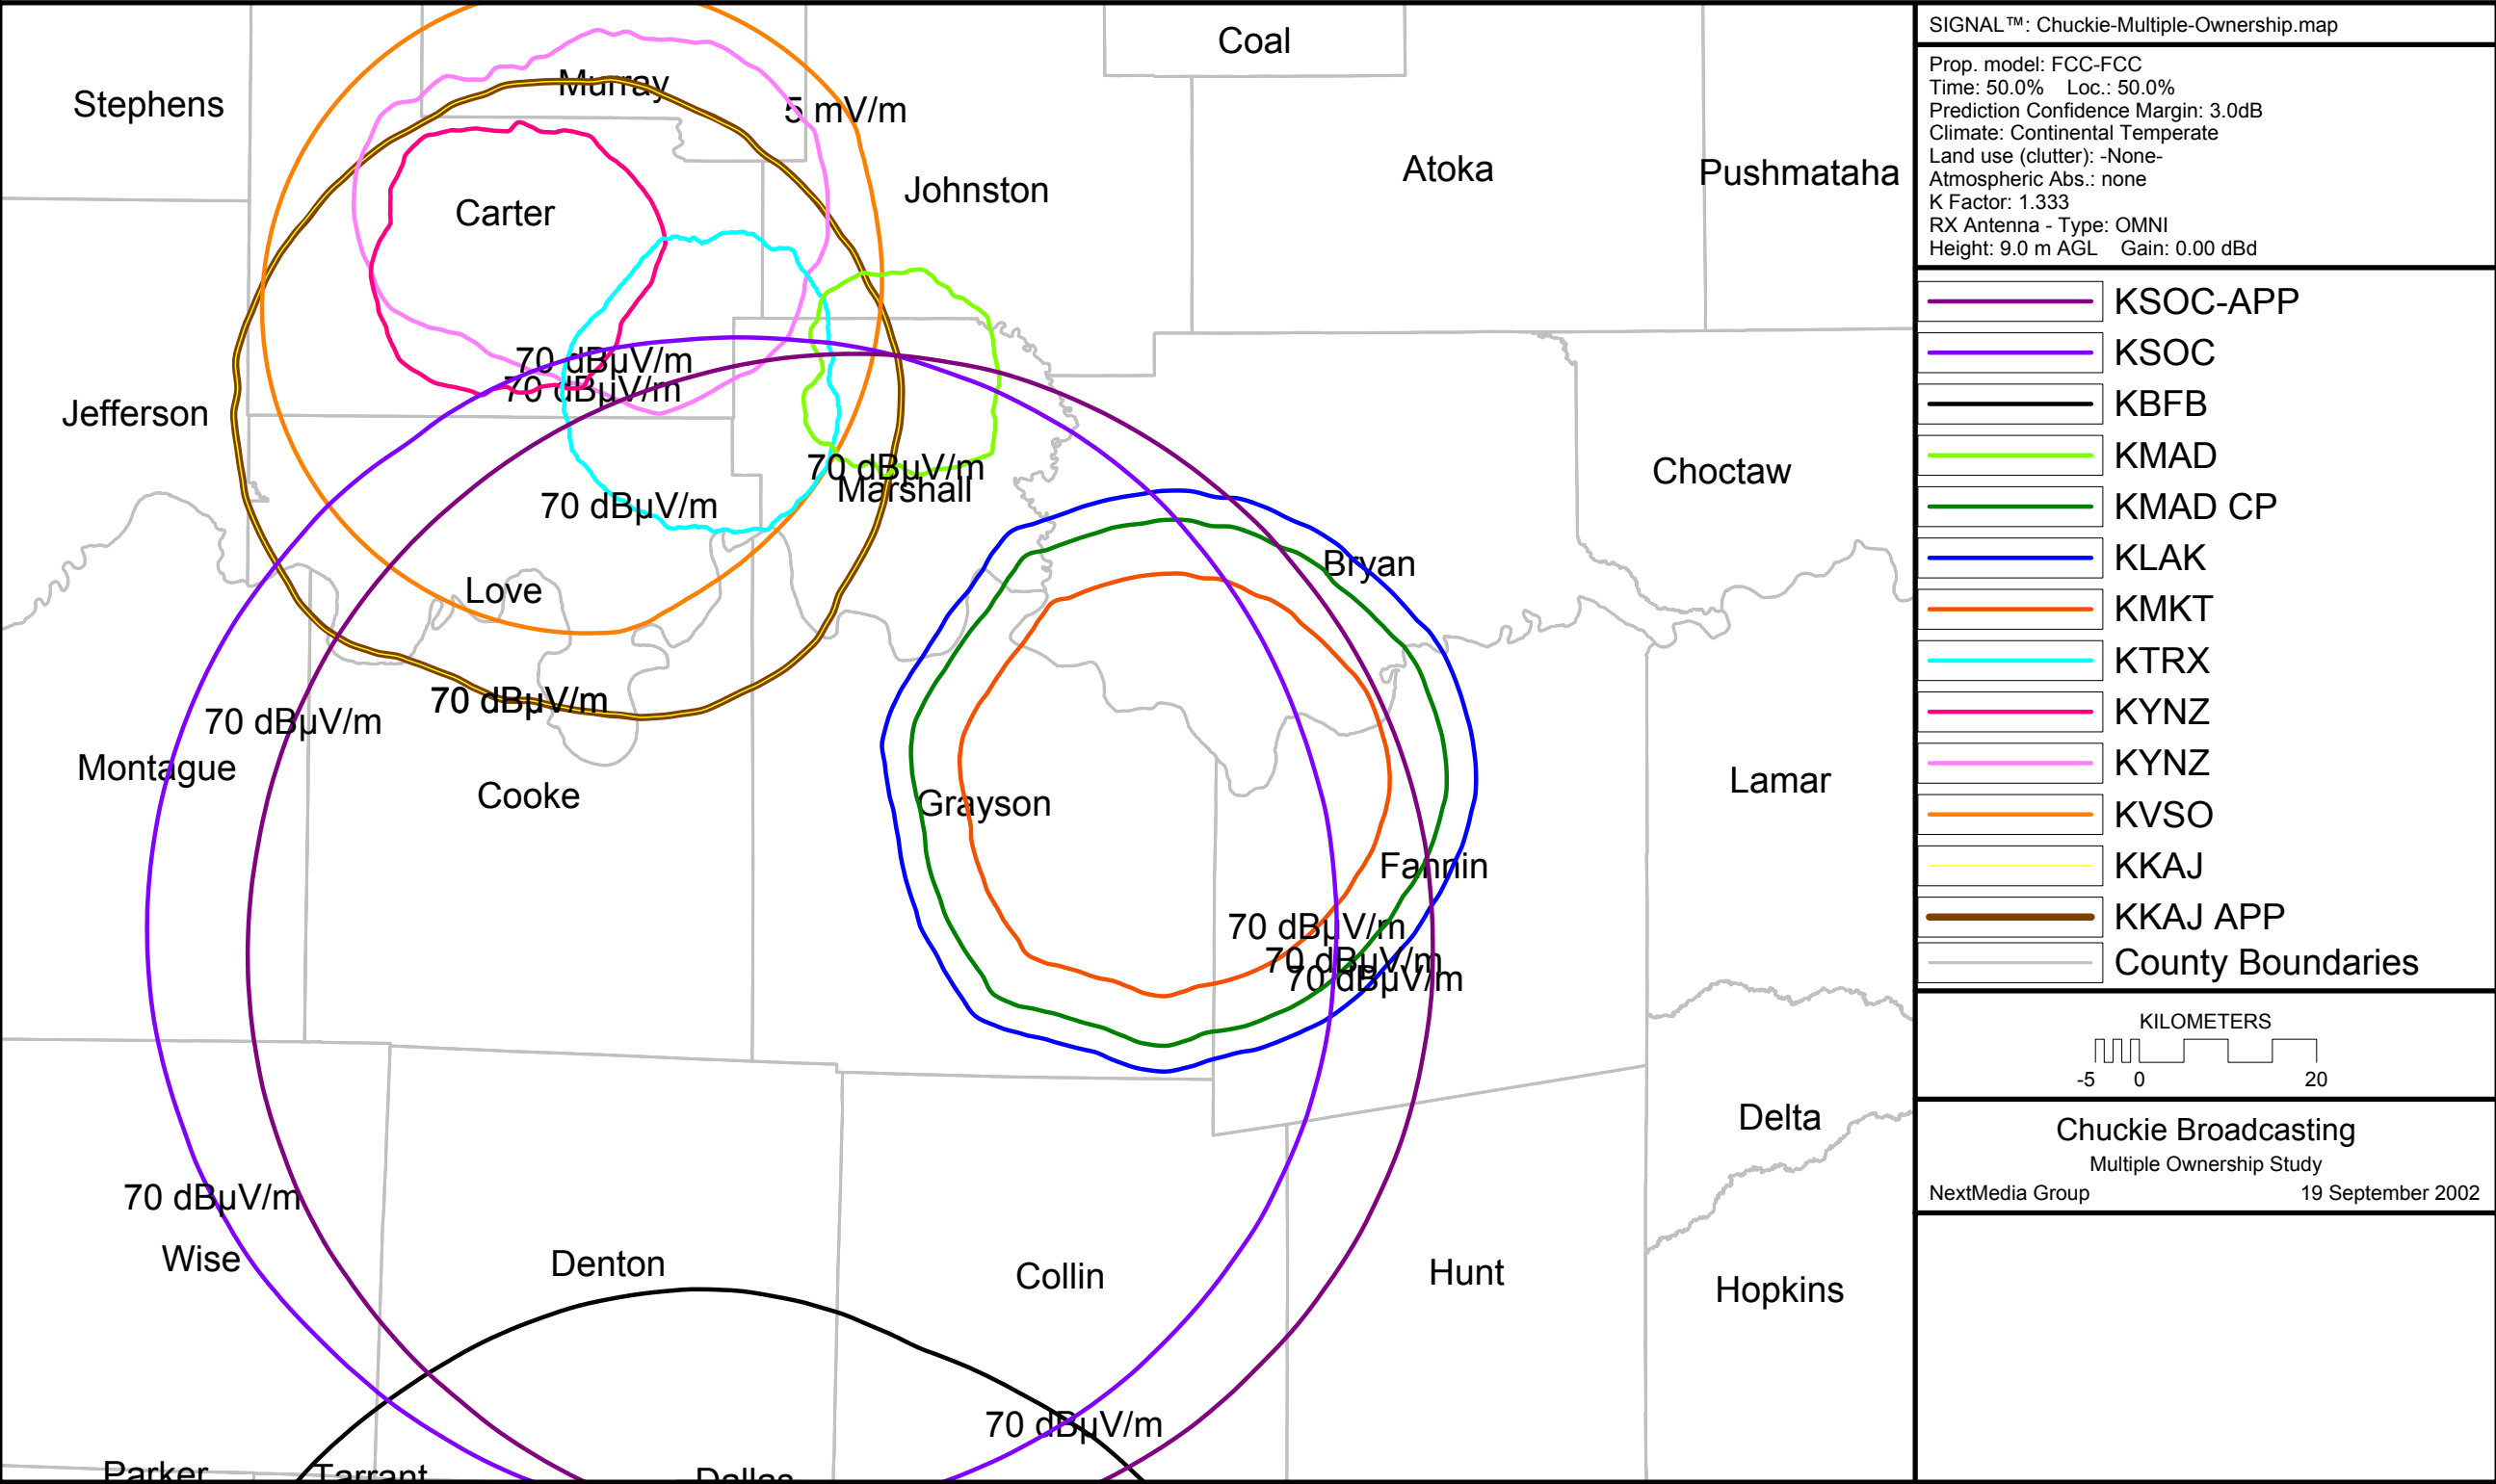 Coal
Murray
Stephens
5 mV/m
Atoka
Pushmataha
Johnston
Carter
70 dBµV/m
70 dBµV/m
Jefferson
70 dBµV/m
Choctaw
Marshall
70 dBµV/m
Bryan
Love
70 dBµV/m
70 dBµV/m
Montague
Lamar
Cooke
Grayson
Fannin
70 dBµV/m
70 dBµV/m
70 dBµV/m
Delta
70 dBµV/m
Wise
Denton
Collin
Hunt
Hopkins
70 dBµV/m
Parker
Tarrant
Dallas
SIGNAL™: Chuckie-Multiple-Ownership.map
Prop. model: FCC-FCC
Time: 50.0% Loc.: 50.0%
Prediction Confidence Margin: 3.0dB
Climate: Continental Temperate
Land use (clutter): -None-
Atmospheric Abs.: none
K Factor: 1.333
RX Antenna - Type: OMNI
Height: 9.0 m AGL Gain: 0.00 dBd
KSOC-APP
KSOC
KBFB
KMAD
KMAD CP
KLAK
KMKT
KTRX
KYNZ
KYNZ
KVSO
KKAJ
KKAJ APP
County Boundaries
KILOMETERS
-5 0 20
Chuckie Broadcasting
Multiple Ownership Study
NextMedia Group 19 September 2002